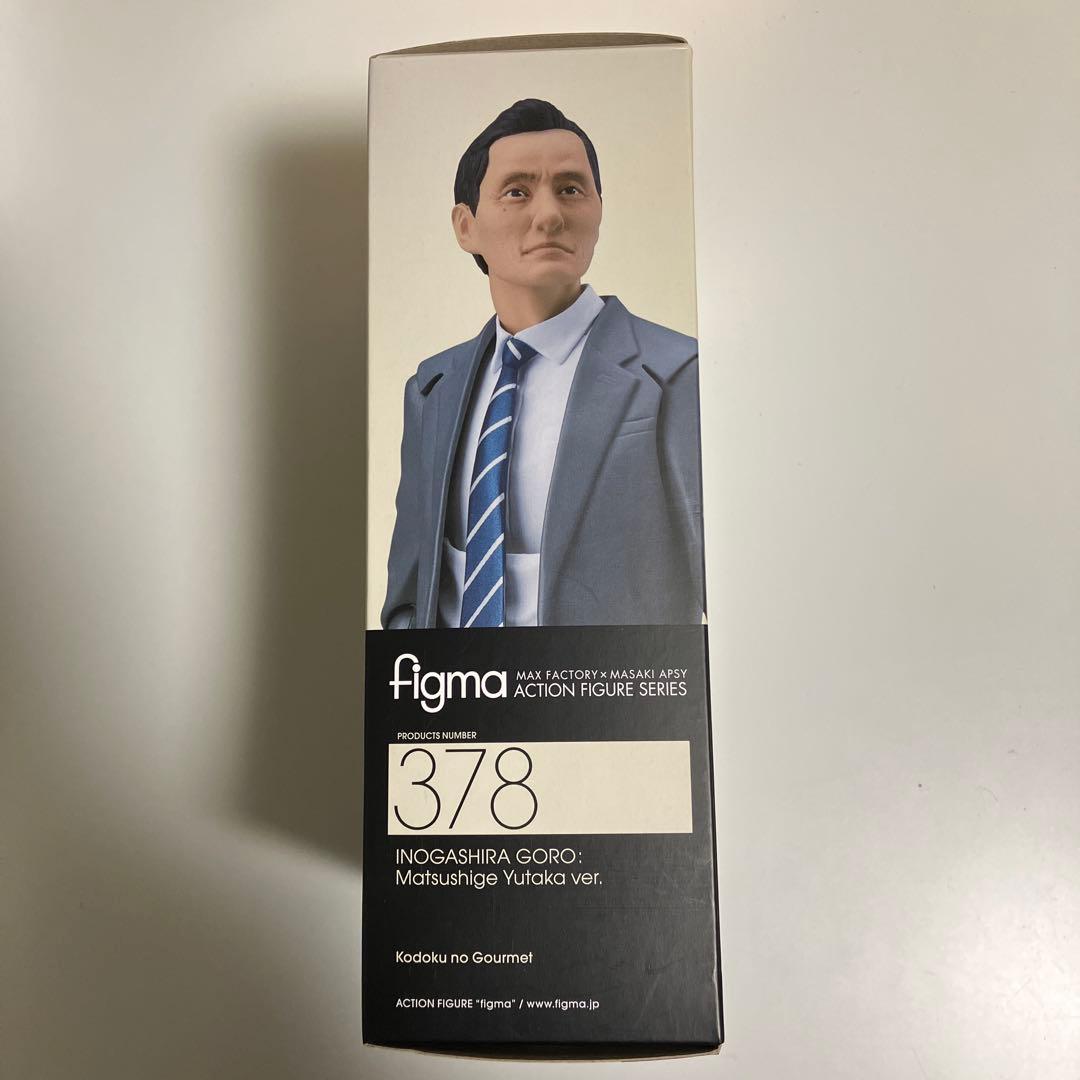 figma
MAX FACTORY × MASAKI APSY
ACTION FIGURE SERIES
PRODUCTS NUMBER
378
INOGASHIRA GORO:
Matsushige Yutaka ver.
Kodoku no Gourmet
ACTION FIGURE "figma" / www.figma.jp